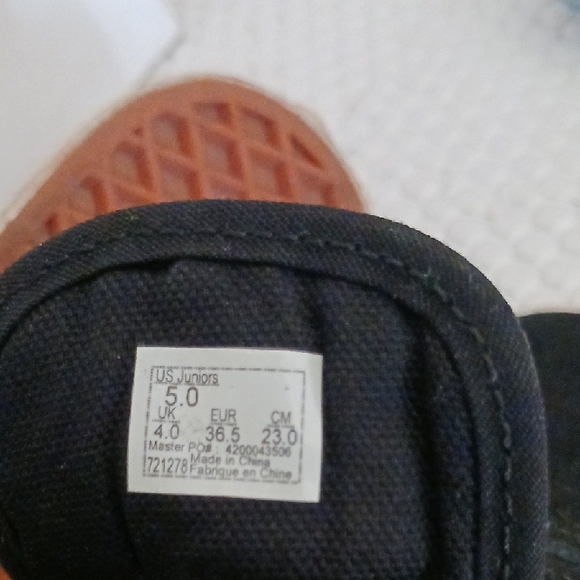 US Juniors
5.0
UK EUR CM
4.0 36.5 23.0
Master PO# : 4200043506
721278 Made in China
Fabrique en Chine